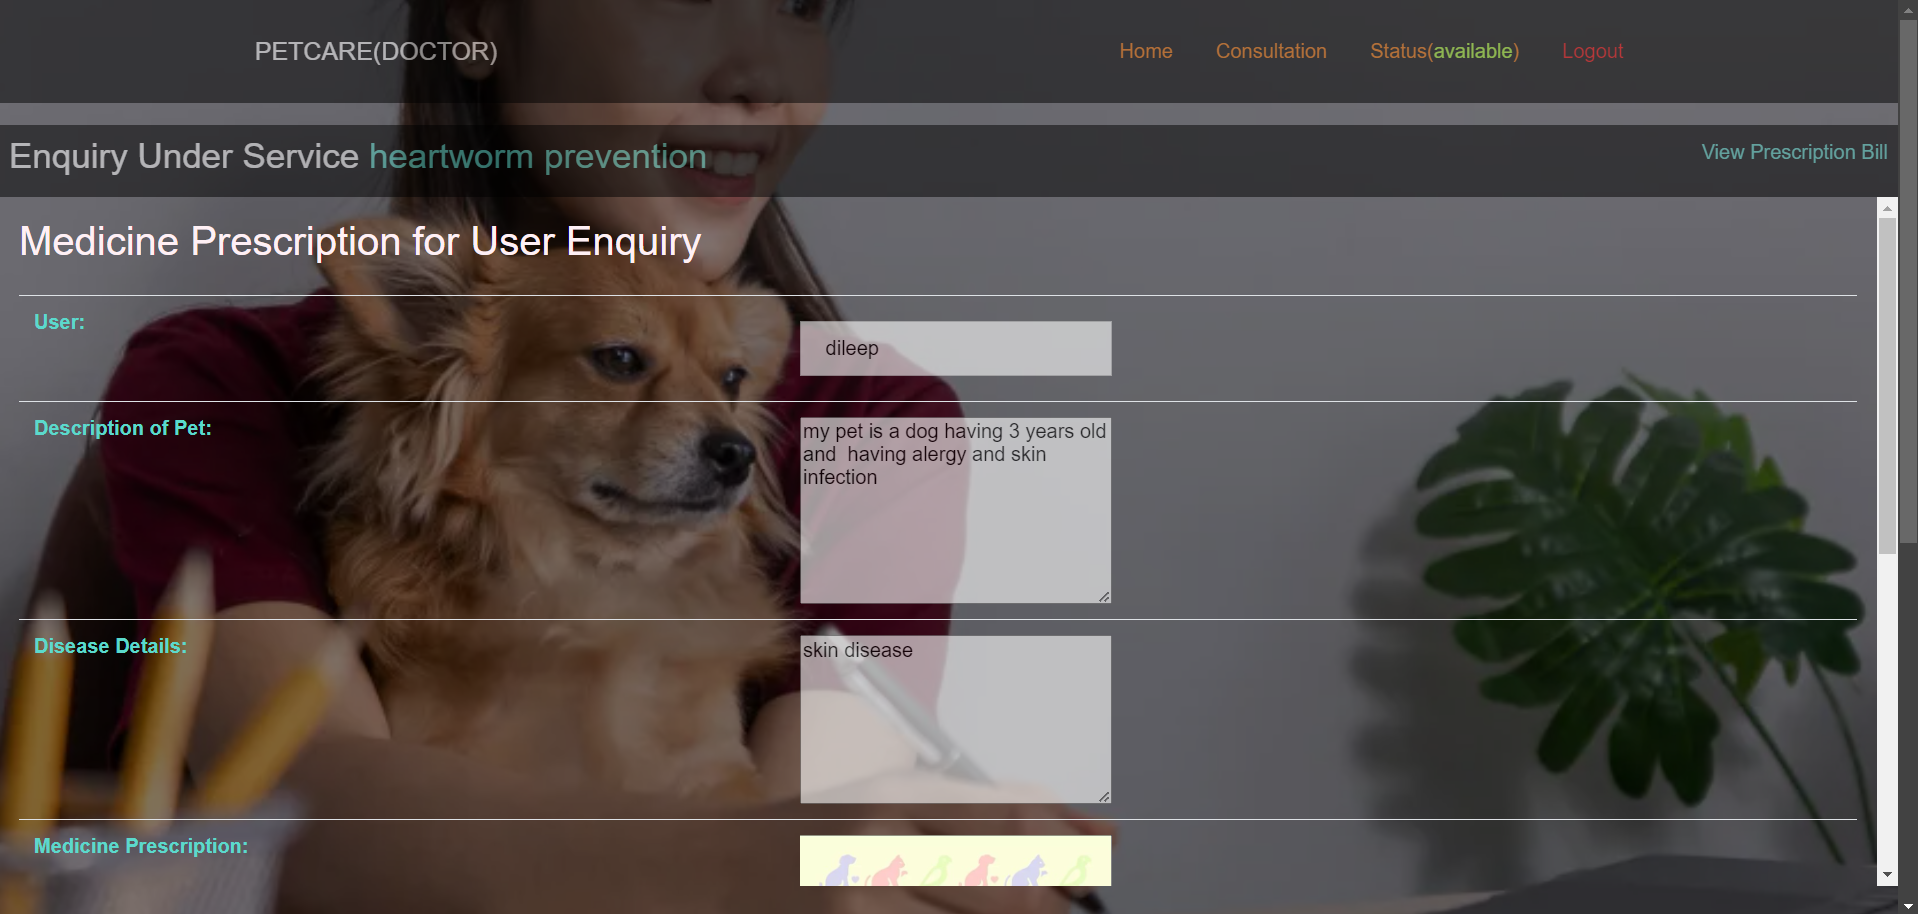 PETCARE(DOCTOR)
Home
Consultation
Status(available)
Logout
Enquiry Under Service heartworm prevention
View Prescription Bill
Medicine Prescription for User Enquiry
User:
dileep
Description of Pet:
my pet is a dog having 3 years old
and  having alergy and skin
infection
Disease Details:
skin disease
Medicine Prescription: